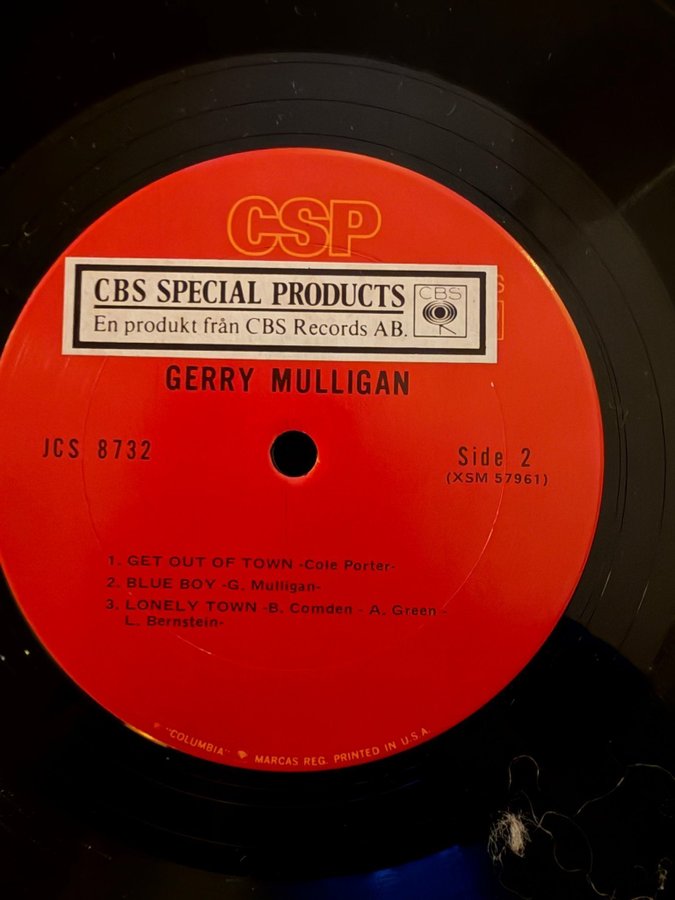 CSP
CBS SPECIAL PRODUCTS
En produkt från CBS Records AB.
CBS
GERRY MULLIGAN
JCS 8732
Side 2
(XSM 57961)
1. GET OUT OF TOWN -Cole Porter-
2. BLUE BOY -G. Mulligan-
3. LONELY TOWN -B. Comden - A. Green -
L. Bernstein-
"COLUMBIA" MARCAS REG. PRINTED IN U.S.A.